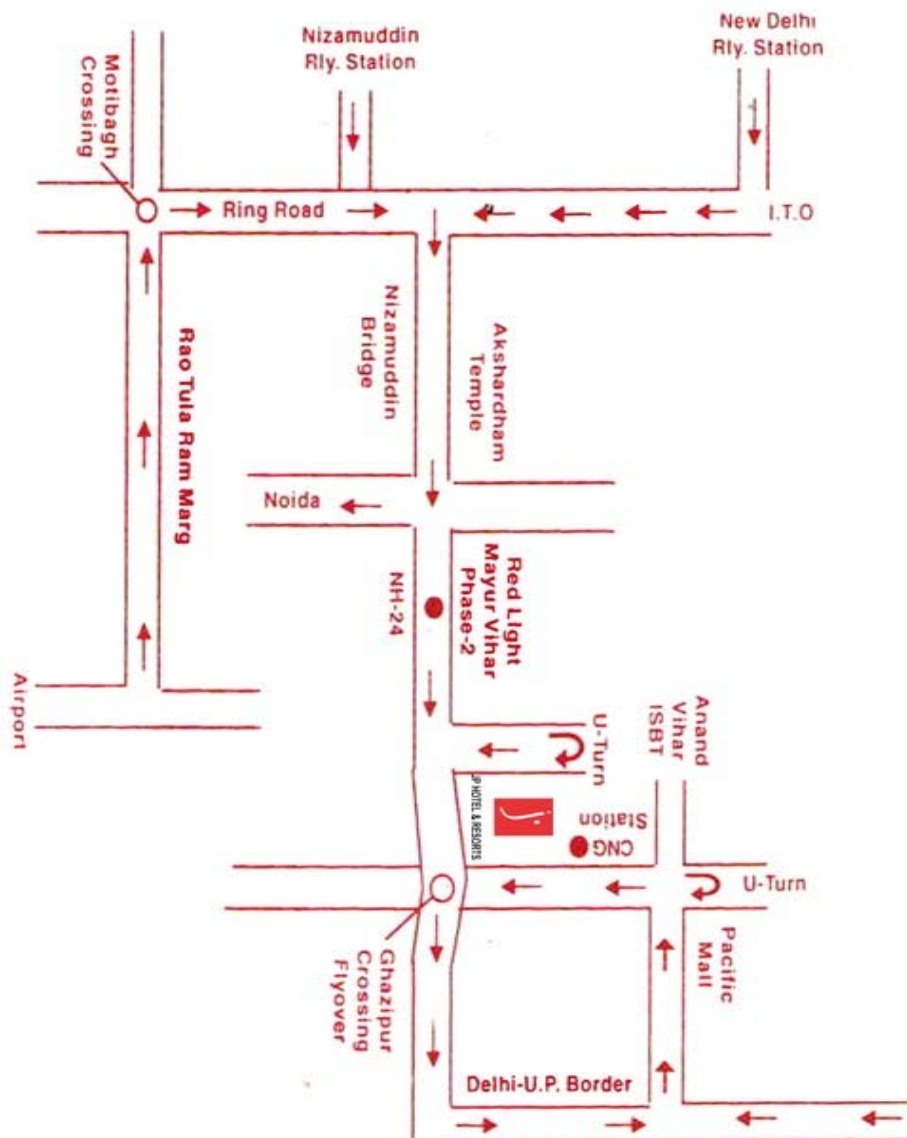 Nizamuddin
Rly. Station
New Delhi
Rly. Station
Motibagh
Crossing
Ring Road
I.T.O
Nizamuddin
Bridge
Akshardham
Temple
Rao Tula Ram Marg
Noida
NH-24
Red Light
Mayur Vihar
Phase-2
Airport
U-Turn
Anand
Vihar
ISBT
JP HOTEL & RESORTS
CNG
Station
U-Turn
Pacific
Mall
Ghazipur
Crossing
Flyover
Delhi-U.P. Border